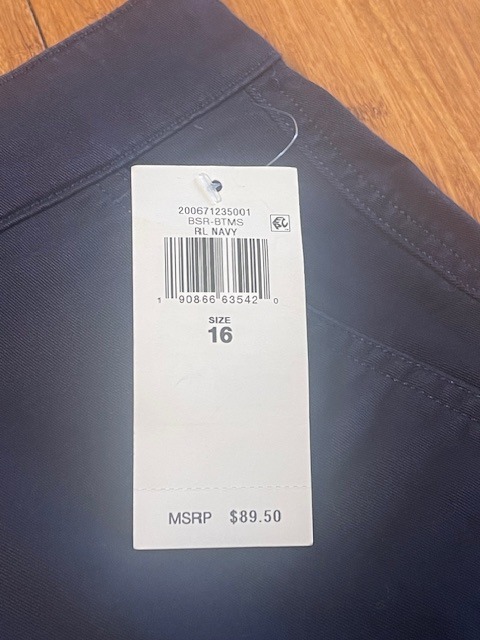 200671235001
BSR-BTMS
RL NAVY
1 90866 63542 0
SIZE
16
MSRP $89.50